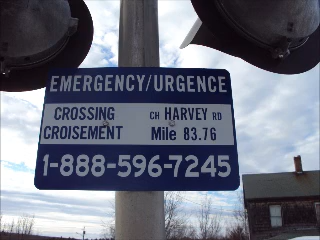 EMERGENCY/URGENCE
CROSSING CH HARVEY RD
CROISEMENT Mile 83.76
1-888-596-7245